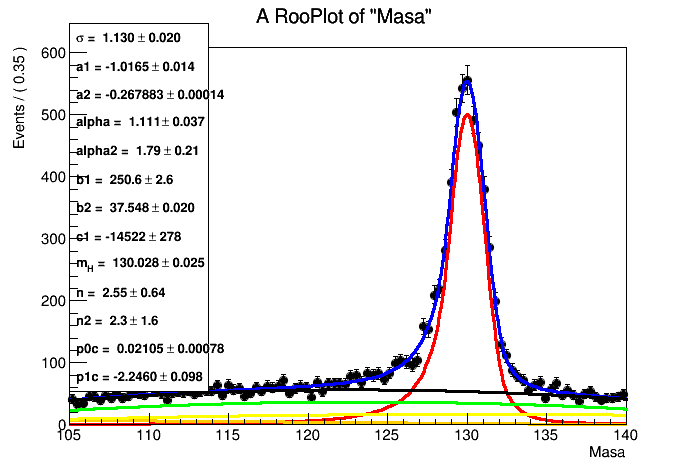 A RooPlot of "Masa"
Events / ( 0.35 )
600
500
400
300
200
100
0
σ = 1.130 ± 0.020
a1 = -1.0165 ± 0.014
a2 = -0.267883 ± 0.00014
alpha = 1.111 ± 0.037
alpha2 = 1.79 ± 0.21
b1 = 250.6 ± 2.6
b2 = 37.548 ± 0.020
c1 = -14522 ± 278
m_H = 130.028 ± 0.025
n = 2.55 ± 0.64
n2 = 2.3 ± 1.6
p0c = 0.02105 ± 0.00078
p1c = -2.2460 ± 0.098
105 110 115 120 125 130 135 140
Masa